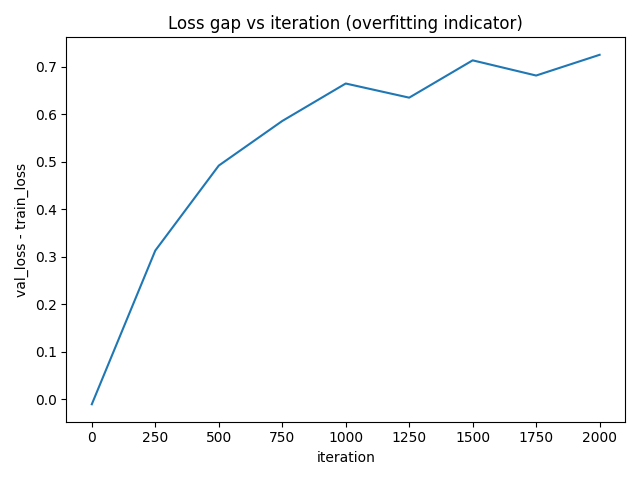 Loss gap vs iteration (overfitting indicator)
val_loss - train_loss
0.7
0.6
0.5
0.4
0.3
0.2
0.1
0.0
0 250 500 750 1000 1250 1500 1750 2000
iteration